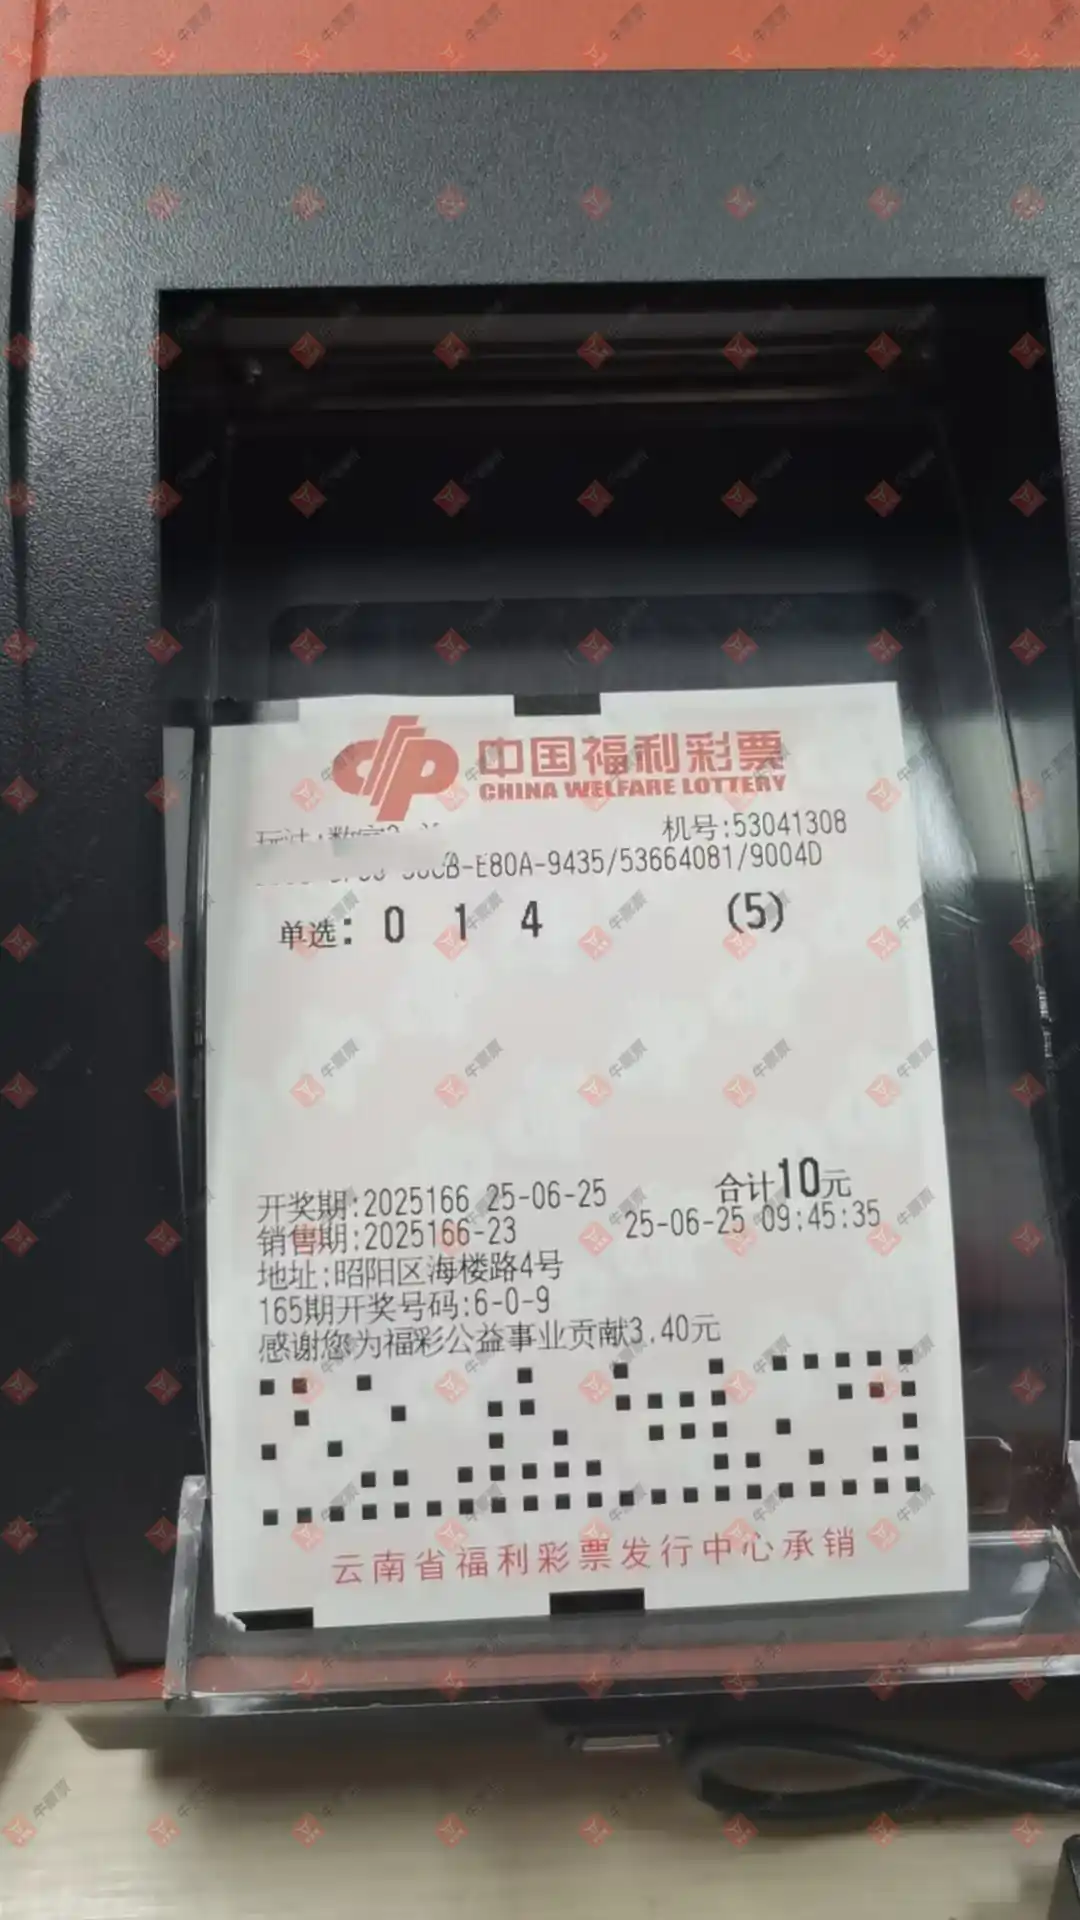 中国福利彩票
CHINA WELFARE LOTTERY
机号:53041308
B-E80A-9435/53664081/9004D
单选: 0 1 4 (5)
开奖期:2025166 25-06-25 合计10元
销售期:2025166-23 25-06-25 09:45:35
地址:昭阳区海楼路4号
165期开奖号码:6-0-9
感谢您为福彩公益事业贡献3.40元
云南省福利彩票发行中心承销